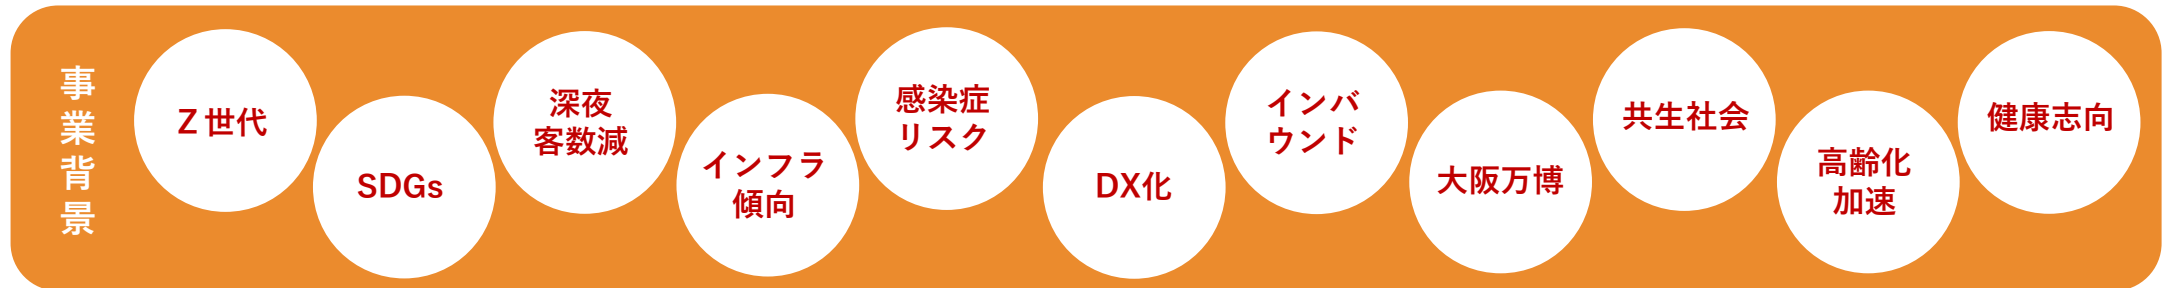 事業背景
Z世代
SDGs
深夜
客数減
インフラ
傾向
感染症
リスク
DX化
インバ
ウンド
大阪万博
共生社会
高齢化
加速
健康志向